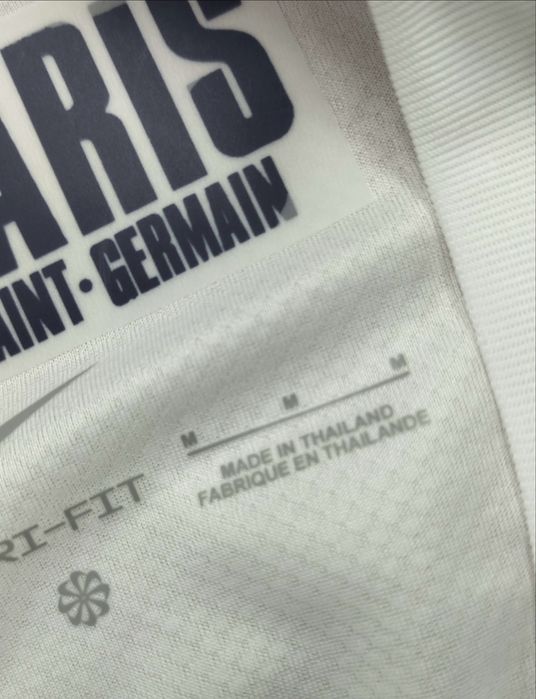 ARIS
AINT·GERMAIN
M M M
MADE IN THAILAND
FABRIQUE EN THAILANDE
RI-FIT